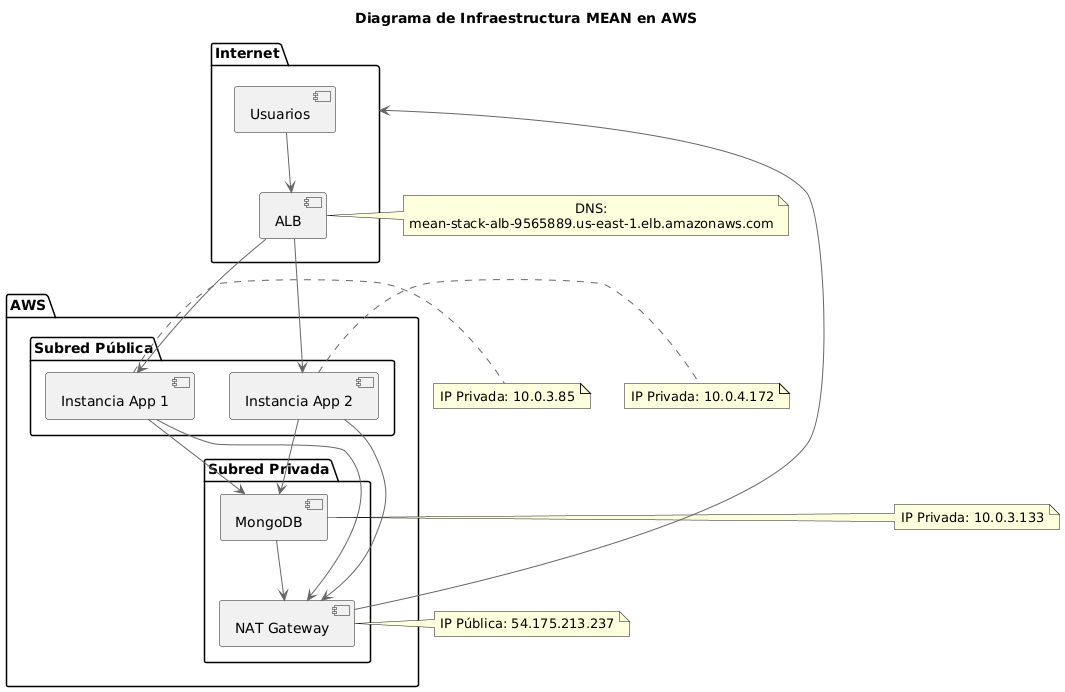 Diagrama de Infraestructura MEAN en AWS
Internet
Usuarios
ALB
DNS:
mean-stack-alb-9565889.us-east-1.elb.amazonaws.com
AWS
Subred Pública
Instancia App 1
Instancia App 2
IP Privada: 10.0.3.85
IP Privada: 10.0.4.172
Subred Privada
MongoDB
IP Privada: 10.0.3.133
NAT Gateway
IP Pública: 54.175.213.237